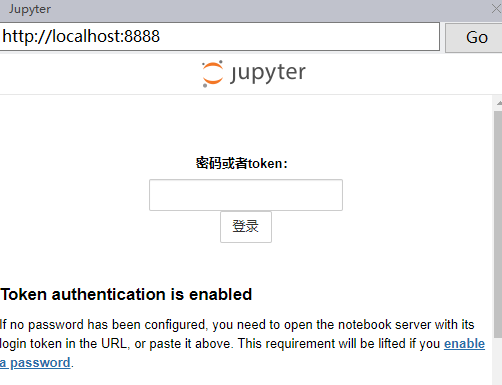 Jupyter
http://localhost:8888
Go
jupyter
密码或者token：
登录
Token authentication is enabled
If no password has been configured, you need to open the notebook server with its
login token in the URL, or paste it above. This requirement will be lifted if you enable
a password.